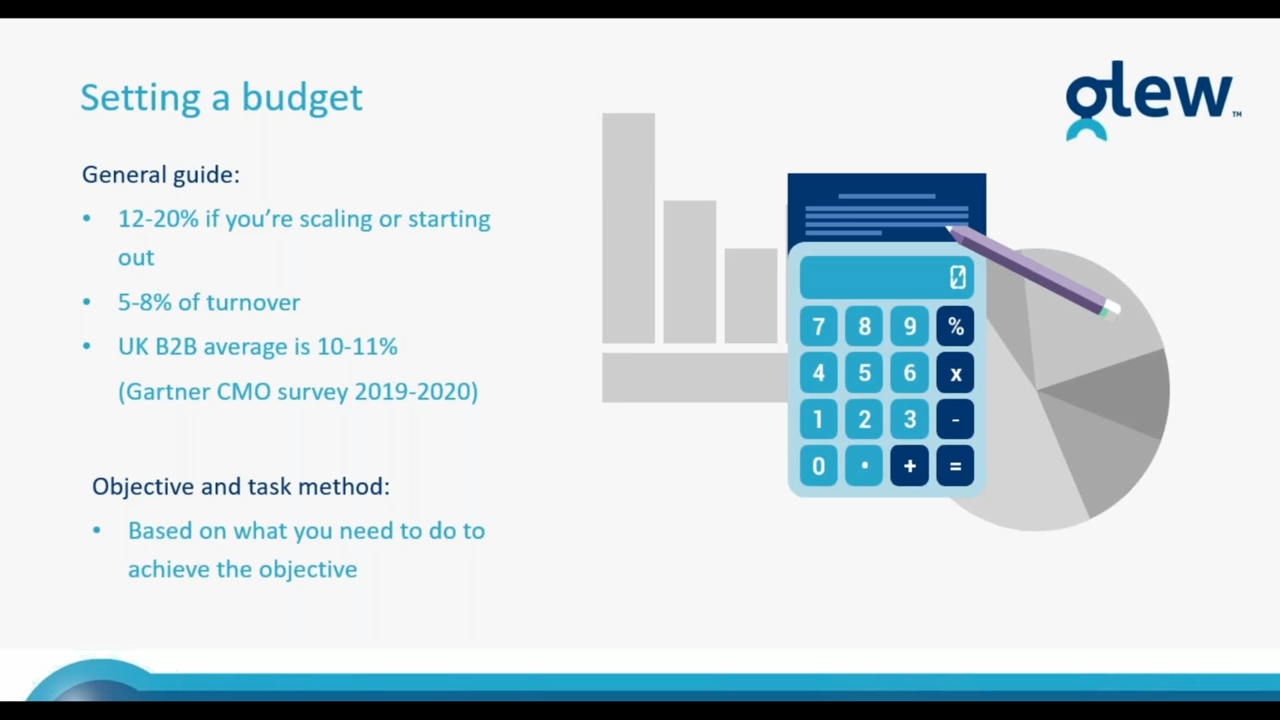 Setting a budget
glew™
General guide:
• 12-20% if you’re scaling or starting
out
• 5-8% of turnover
• UK B2B average is 10-11%
(Gartner CMO survey 2019-2020)
Objective and task method:
• Based on what you need to do to
achieve the objective
0
7 8 9 %
4 5 6 x
1 2 3 -
0 • + =